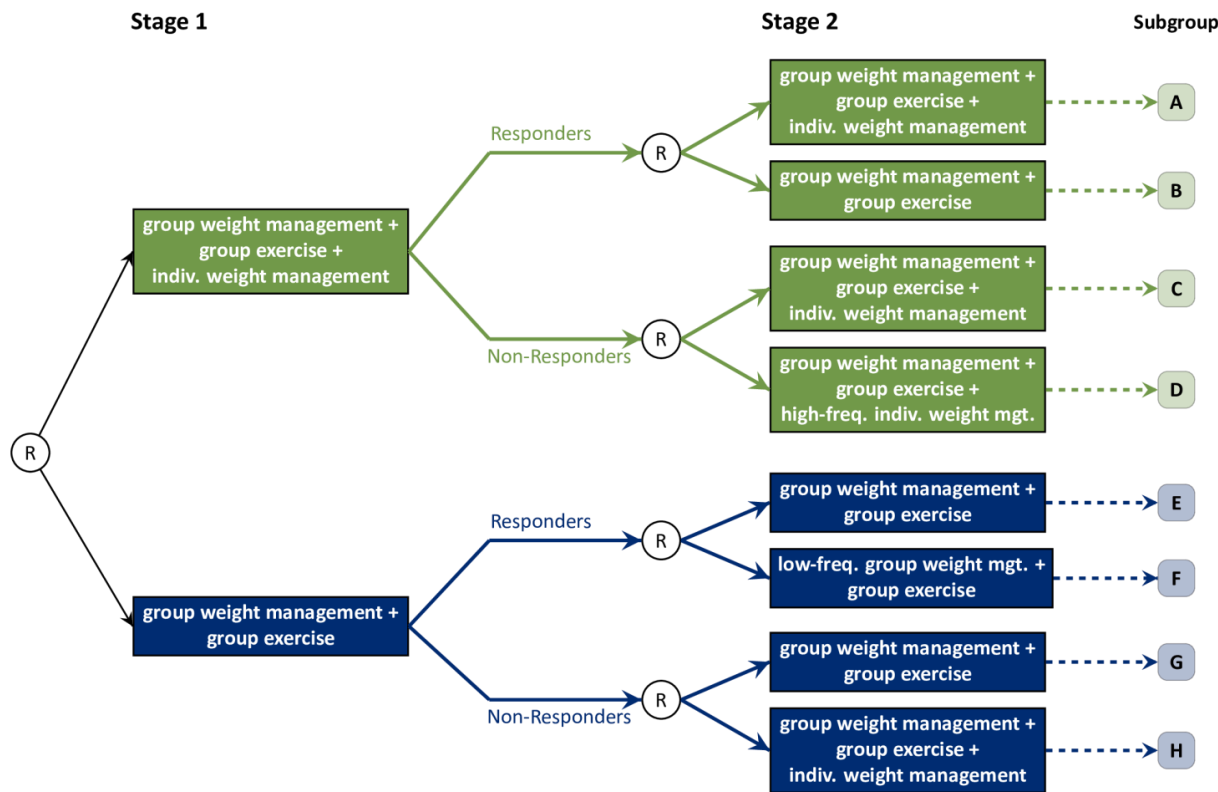 Stage 1
Stage 2
Subgroup
group weight management +
group exercise +
indiv. weight management
A
Responders
R
group weight management +
group exercise
B
group weight management +
group exercise +
indiv. weight management
group weight management +
group exercise +
indiv. weight management
C
R
Non-Responders
group weight management +
group exercise +
high-freq. indiv. weight mgt.
D
R
group weight management +
group exercise
E
Responders
R
low-freq. group weight mgt. +
group exercise
F
group weight management +
group exercise
group weight management +
group exercise
G
R
Non-Responders
group weight management +
group exercise +
indiv. weight management
H